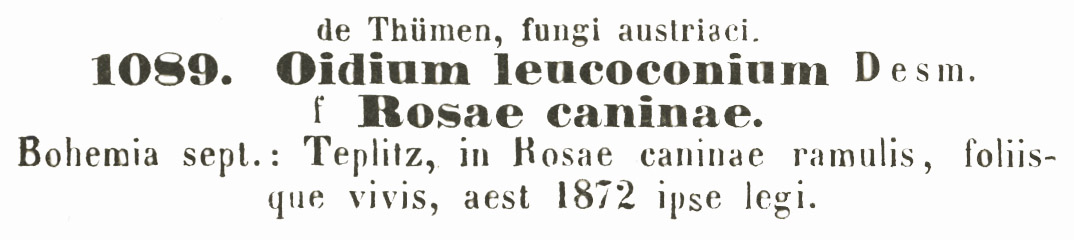 de Thümen, fungi austriaci.
1089. Oidium leucoconium Desm.
f Rosae caninae.
Bohemia sept.: Teplitz, in Rosae caninae ramulis, foliis-
que vivis, aest 1872 ipse legi.